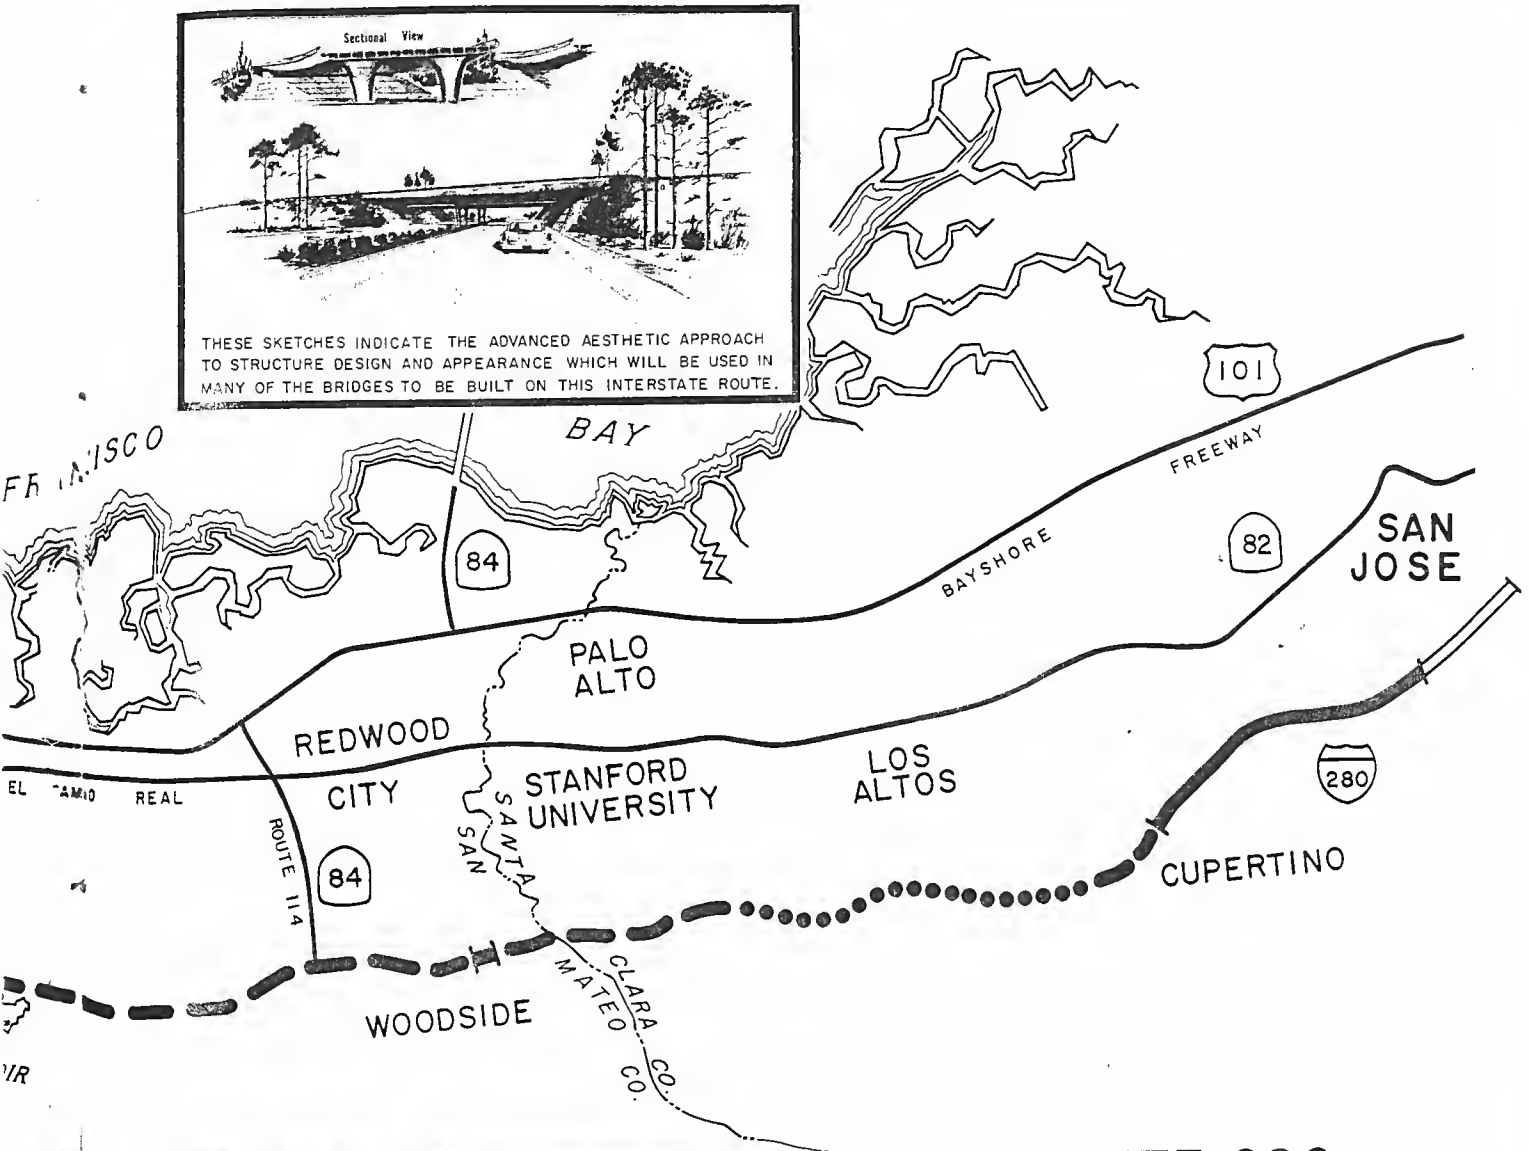 Sectional View
THESE SKETCHES INDICATE THE ADVANCED AESTHETIC APPROACH
TO STRUCTURE DESIGN AND APPEARANCE WHICH WILL BE USED IN
MANY OF THE BRIDGES TO BE BUILT ON THIS INTERSTATE ROUTE.
BAY
101
FREEWAY
BAYSHORE
84
82
SAN
JOSE
PALO
ALTO
REDWOOD
CITY
EL
REAL
STANFORD
UNIVERSITY
LOS
ALTOS
280
ROUTE 114
84
SANTA
CLARA
CO.
SAN
MATEO
CO.
CUPERTINO
WOODSIDE